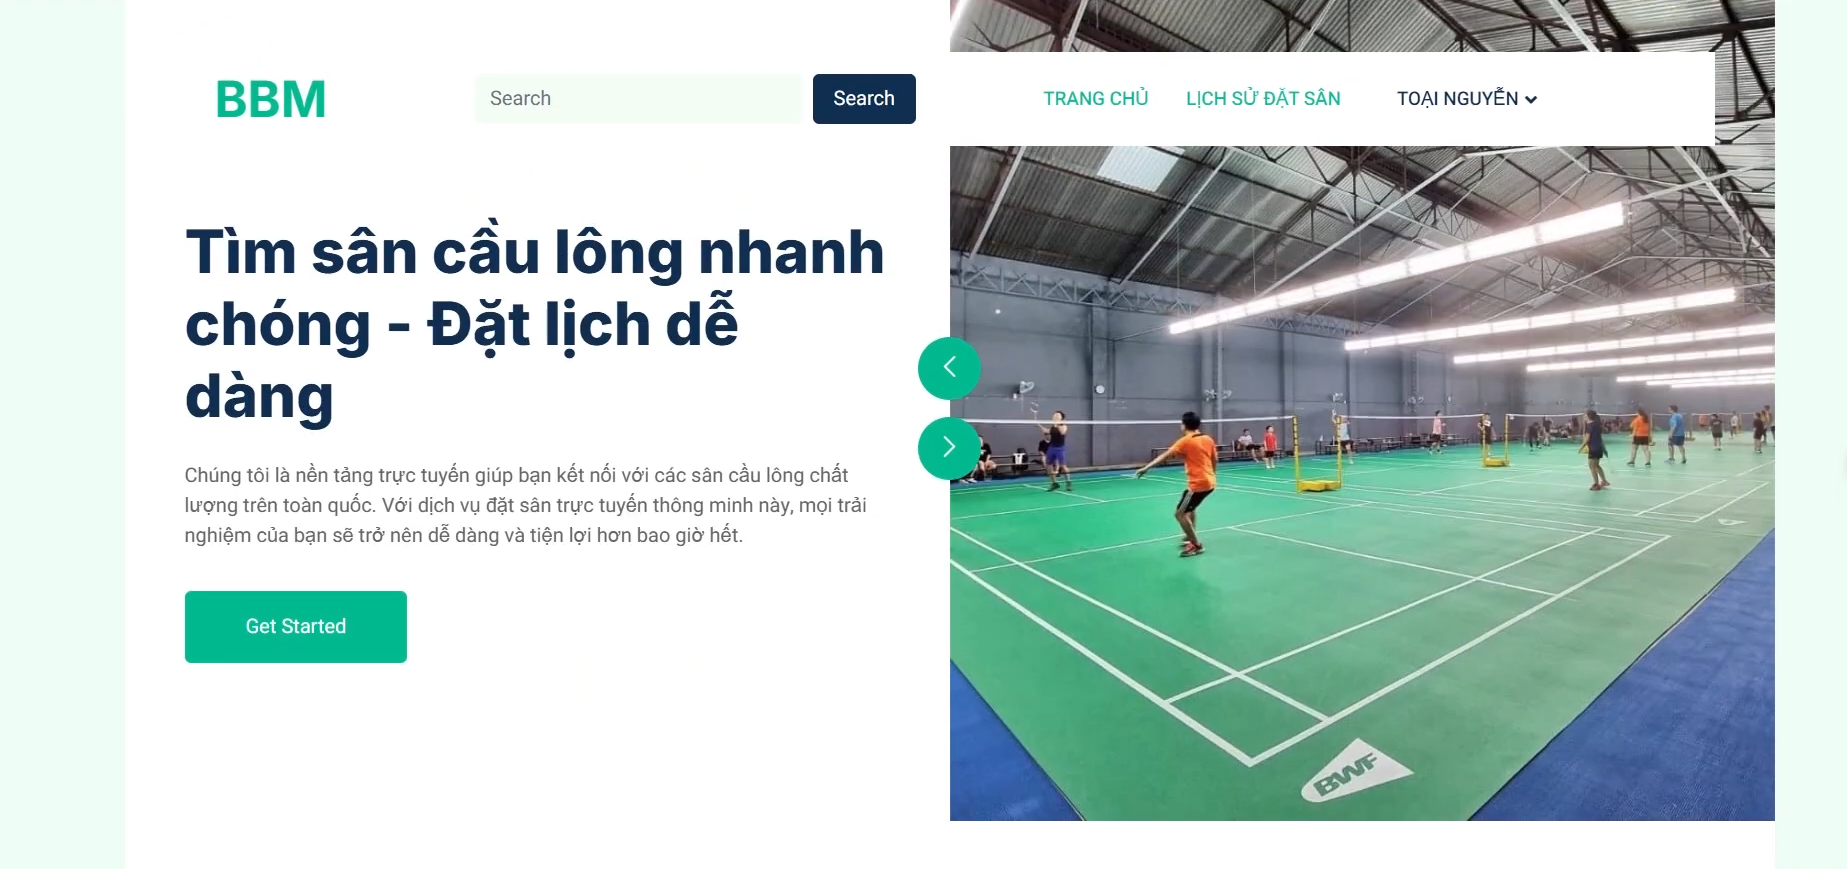 BBM
Search
Search
TRANG CHỦ
LỊCH SỬ ĐẶT SÂN
TOẠI NGUYỄN
Tìm sân cầu lông nhanh
chóng - Đặt lịch dễ
dàng
Chúng tôi là nền tảng trực tuyến giúp bạn kết nối với các sân cầu lông chất
lượng trên toàn quốc. Với dịch vụ đặt sân trực tuyến thông minh này, mọi trải
nghiệm của bạn sẽ trở nên dễ dàng và tiện lợi hơn bao giờ hết.
Get Started
BWF